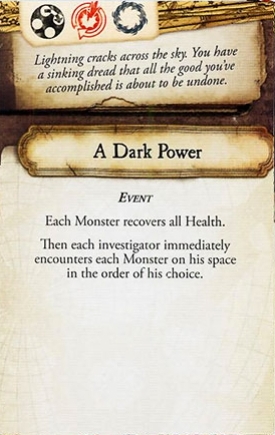 Lightning cracks across the sky. You have
a sinking dread that all the good you've
accomplished is about to be undone.
A Dark Power
EVENT
Each Monster recovers all Health.
Then each investigator immediately
encounters each Monster on his space
in the order of his choice.